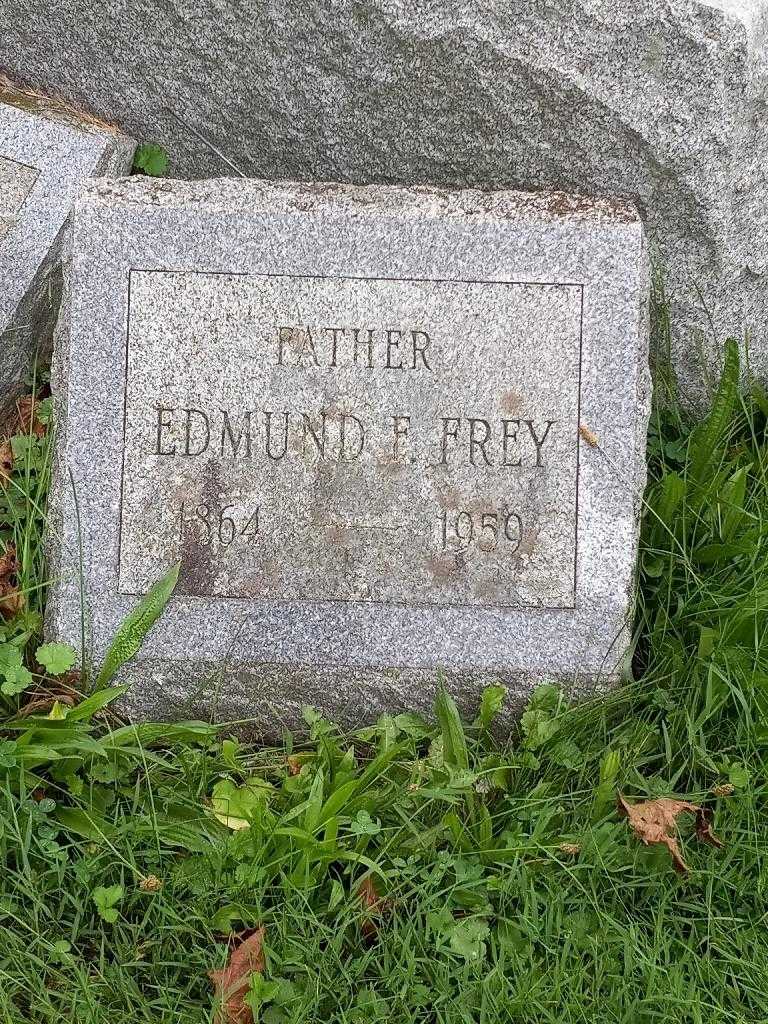 FATHER
EDMUND F. FREY
1864 — 1959